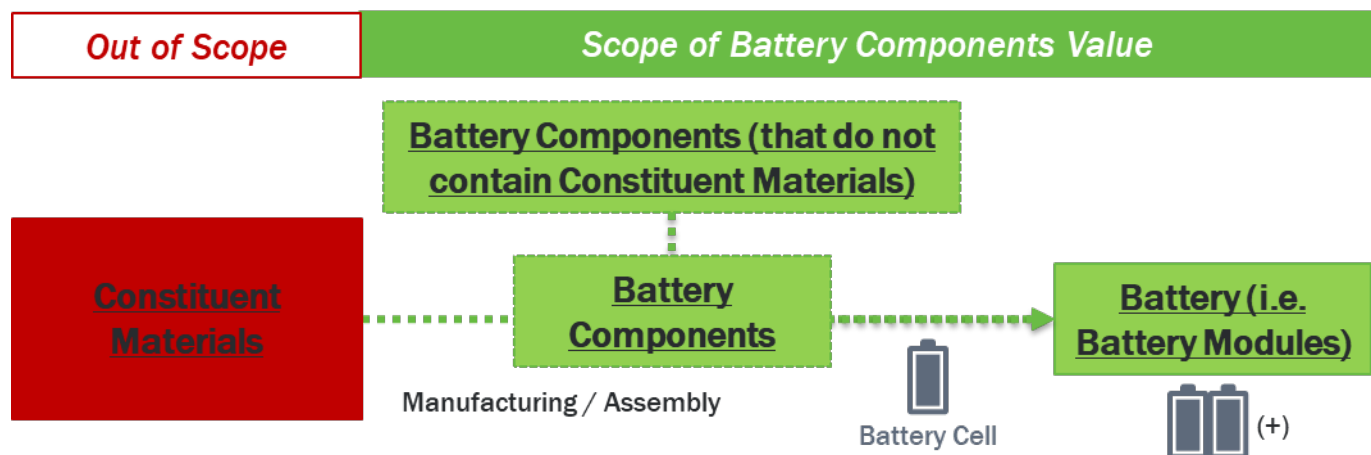 Out of Scope
Scope of Battery Components Value
Battery Components (that do not
contain Constituent Materials)
Constituent
Materials
Battery
Components
Battery (i.e.
Battery Modules)
Manufacturing / Assembly
Battery Cell
(+)